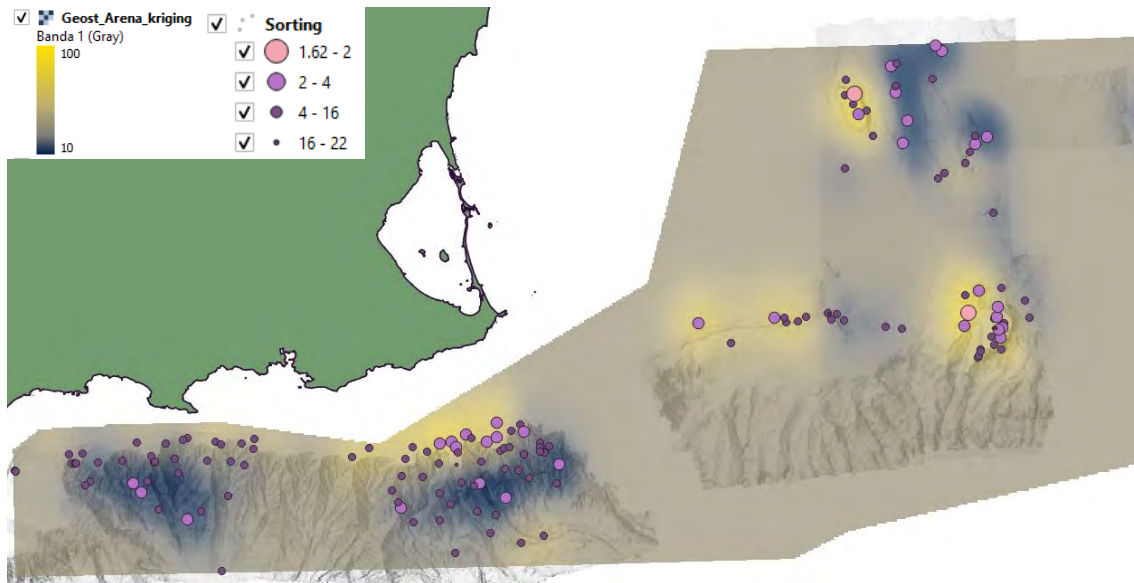 Geost_Arena_kriging
Banda 1 (Gray)
100
10
Sorting
1.62 - 2
2 - 4
4 - 16
16 - 22